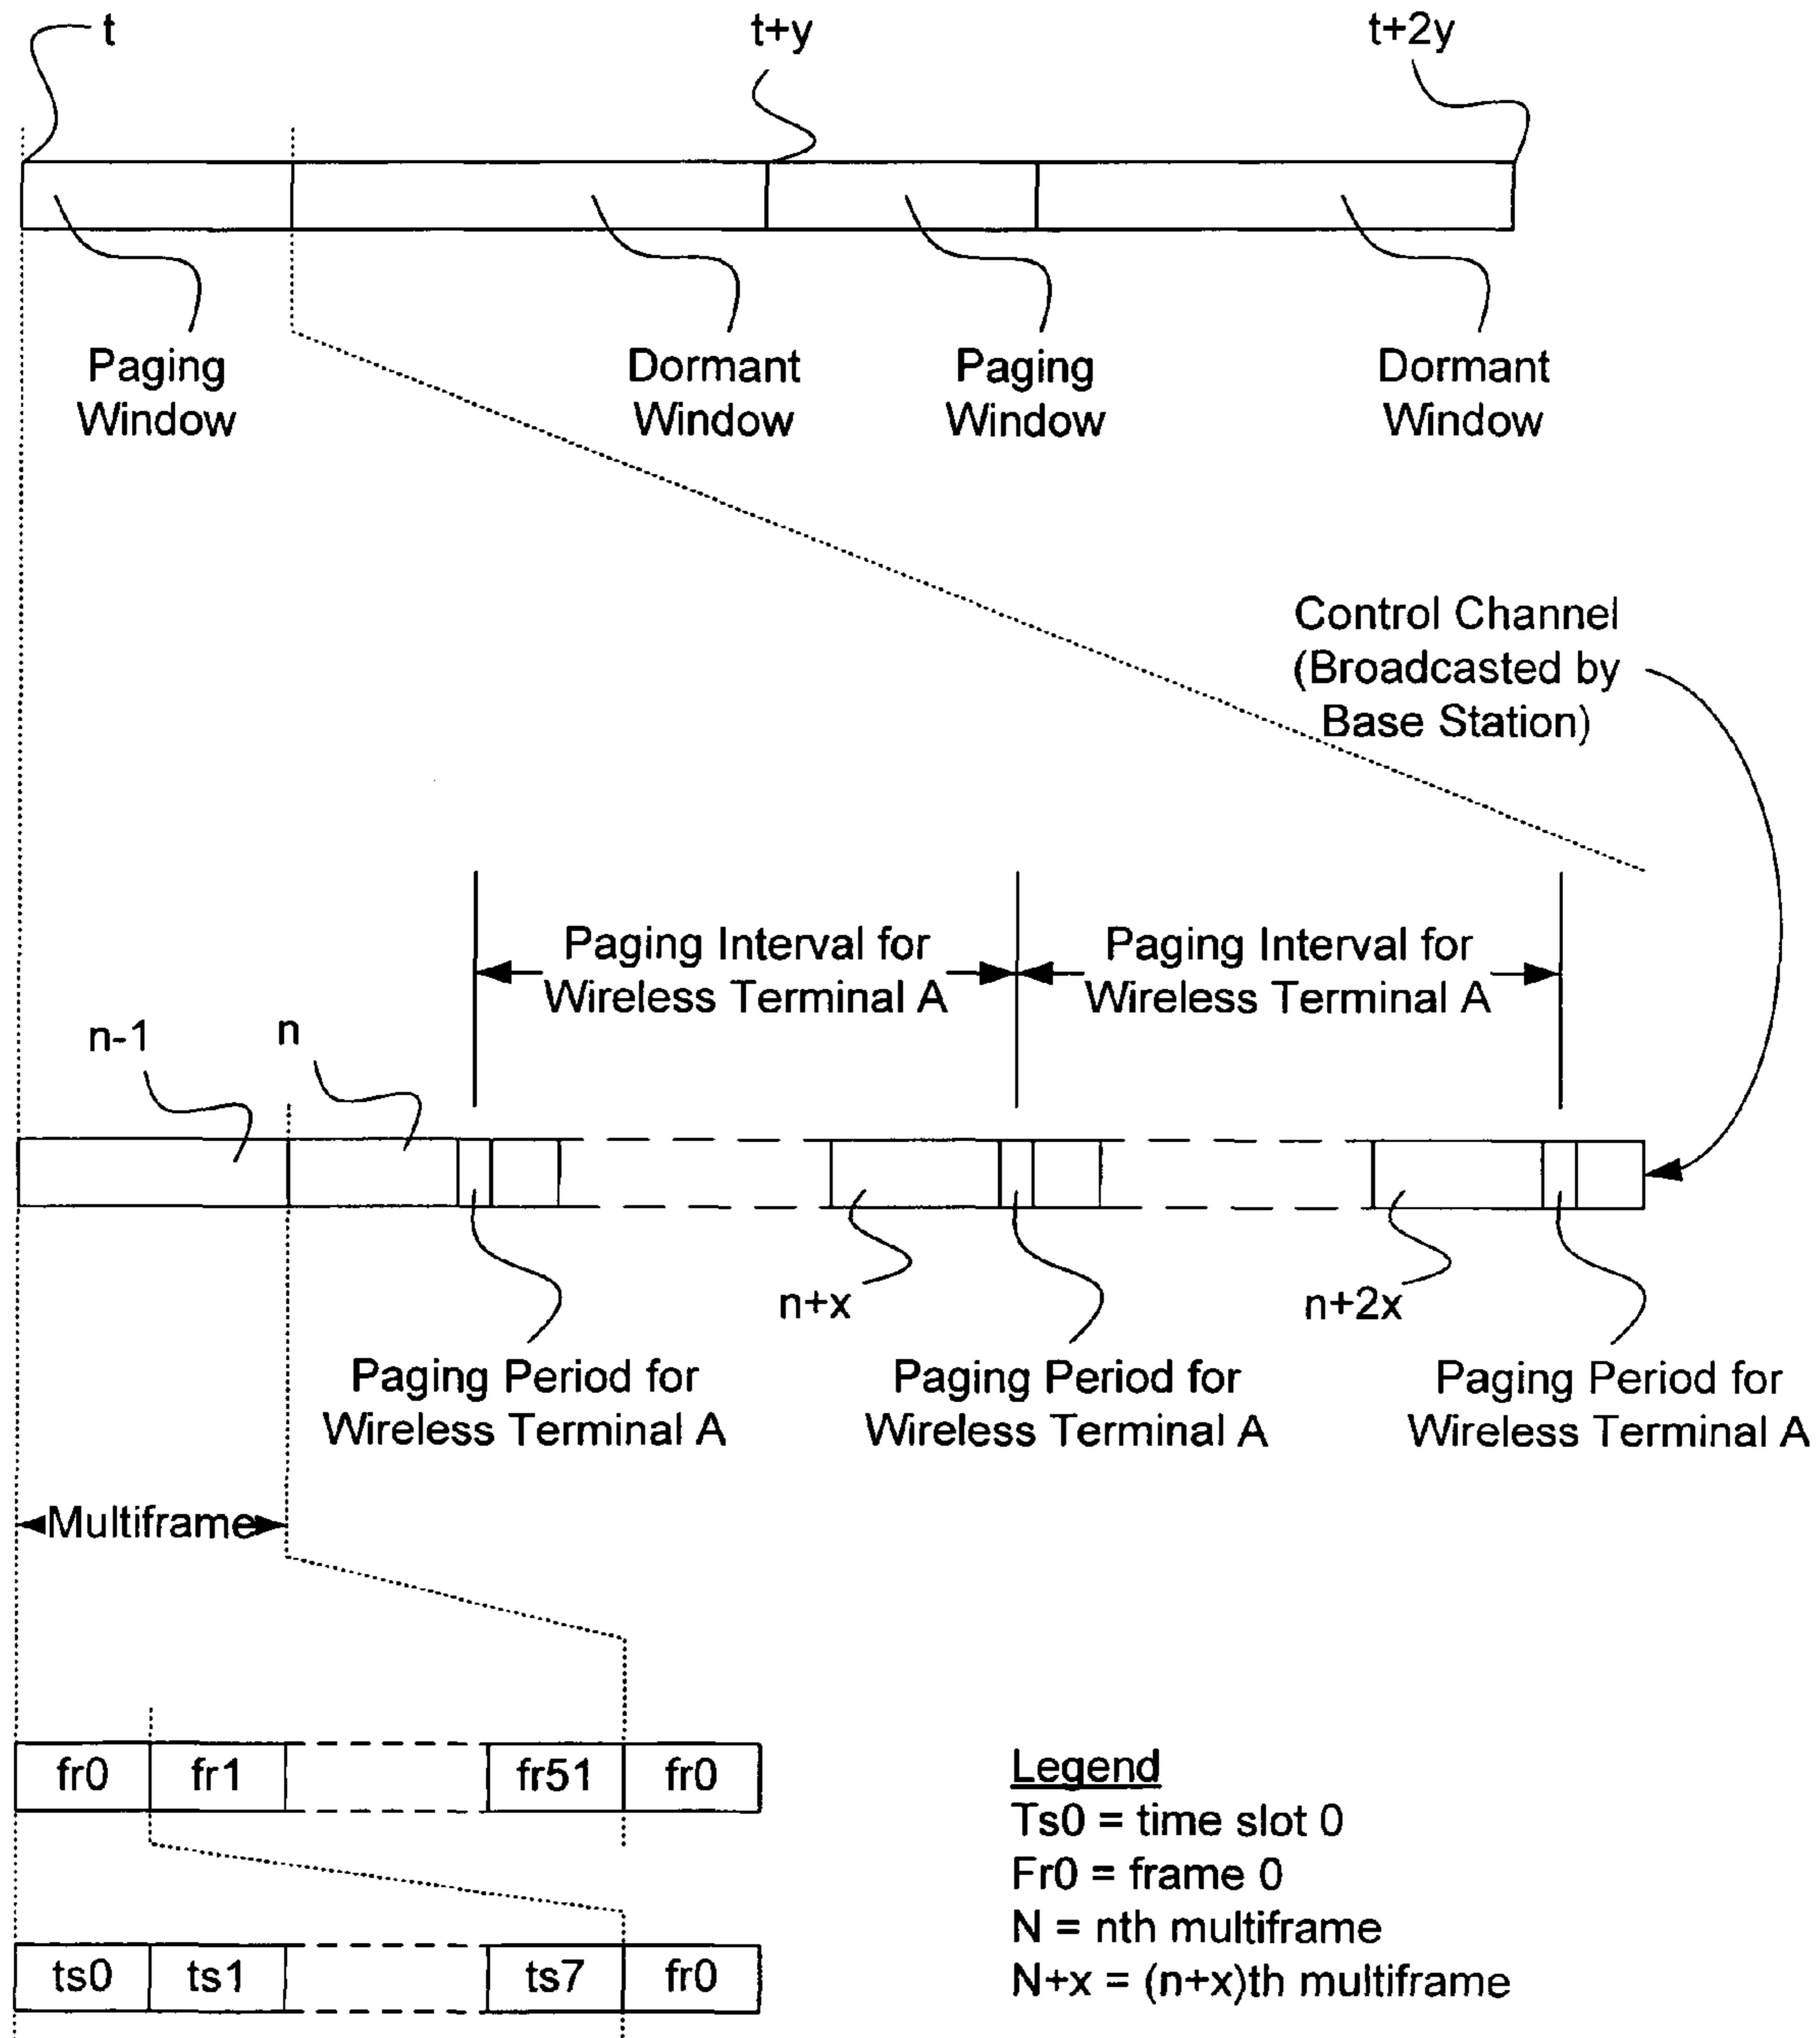 t
t+y
t+2y
Paging
Window
Dormant
Window
Paging
Window
Dormant
Window
Control Channel
(Broadcasted by
Base Station)
Paging Interval for
Wireless Terminal A
Paging Interval for
Wireless Terminal A
n-1
n
n+x
n+2x
Paging Period for
Wireless Terminal A
Paging Period for
Wireless Terminal A
Paging Period for
Wireless Terminal A
Multiframe
fr0
fr1
fr51
fr0
ts0
ts1
ts7
fr0
Legend
Ts0 = time slot 0
Fr0 = frame 0
N = nth multiframe
N+x = (n+x)th multiframe